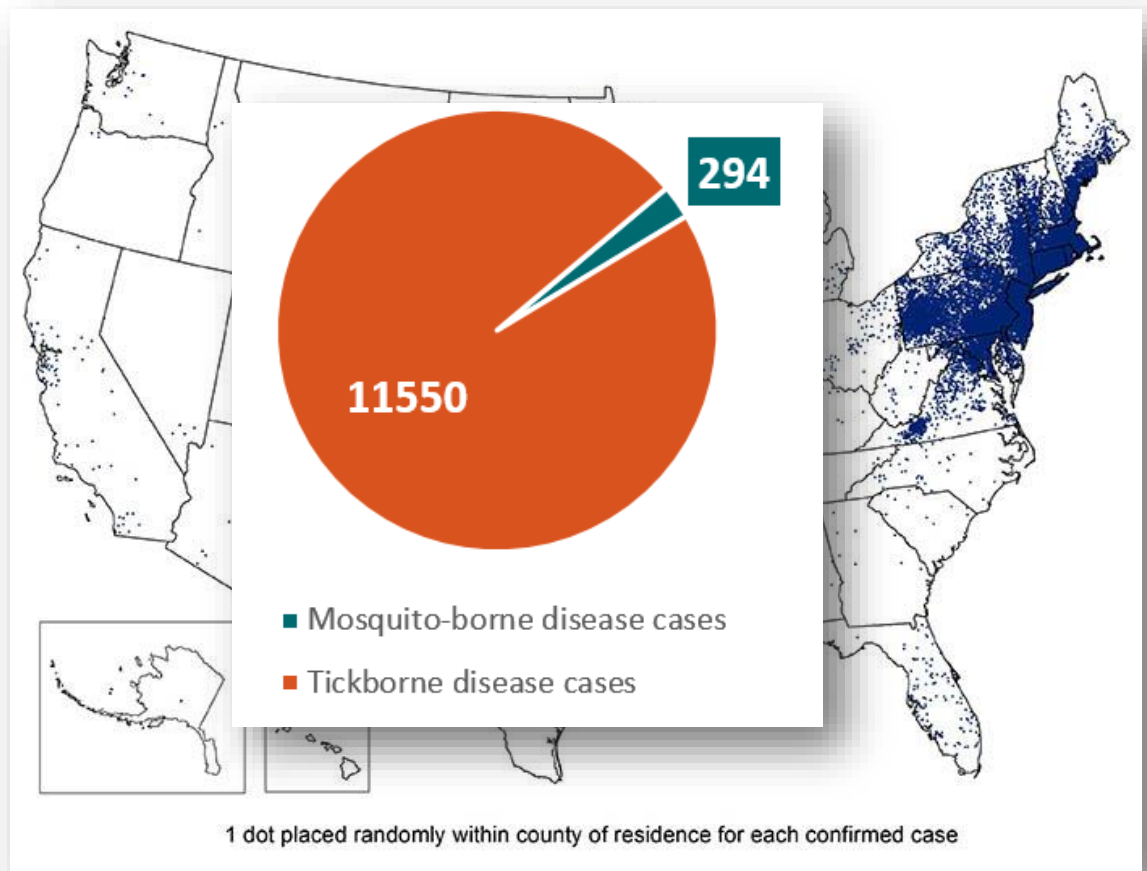 294
11550
Mosquito-borne disease cases
Tickborne disease cases
1 dot placed randomly within county of residence for each confirmed case